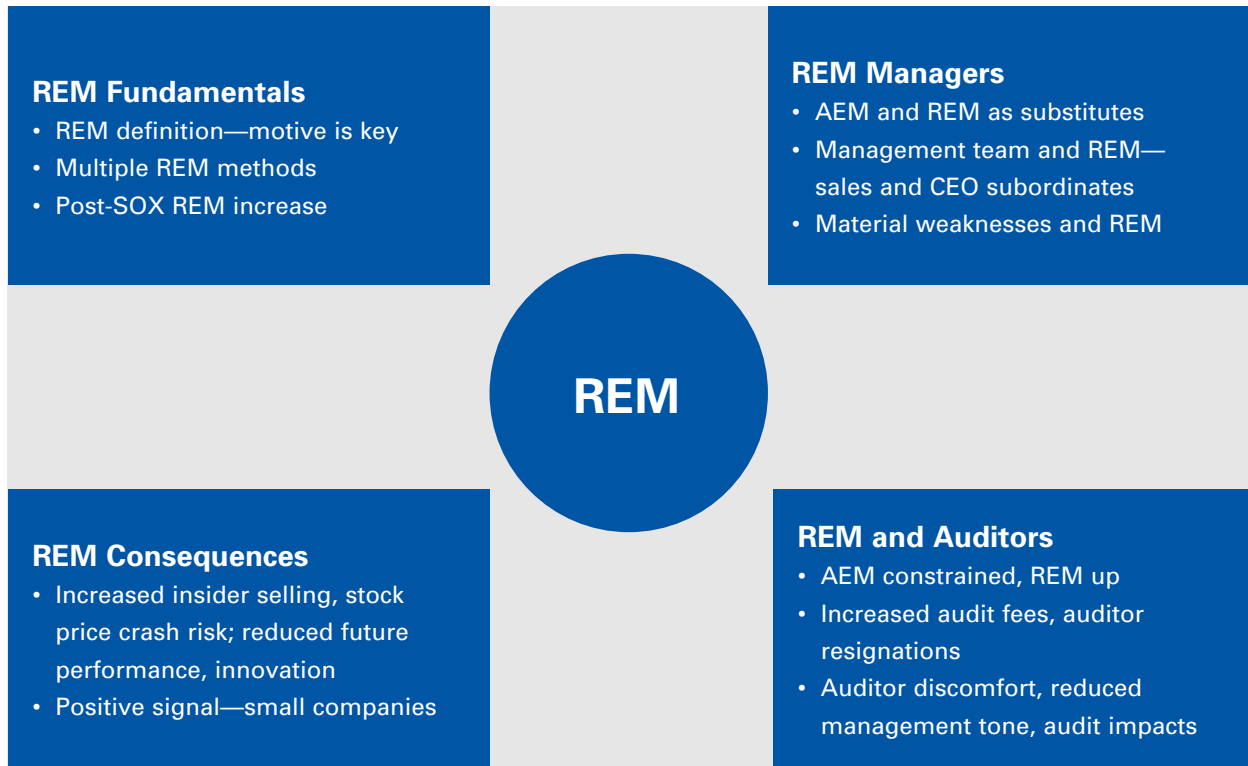 REM Fundamentals
• REM definition—motive is key
• Multiple REM methods
• Post-SOX REM increase
REM Managers
• AEM and REM as substitutes
• Management team and REM—
sales and CEO subordinates
• Material weaknesses and REM
REM
REM Consequences
• Increased insider selling, stock
price crash risk; reduced future
performance, innovation
• Positive signal—small companies
REM and Auditors
• AEM constrained, REM up
• Increased audit fees, auditor
resignations
• Auditor discomfort, reduced
management tone, audit impacts